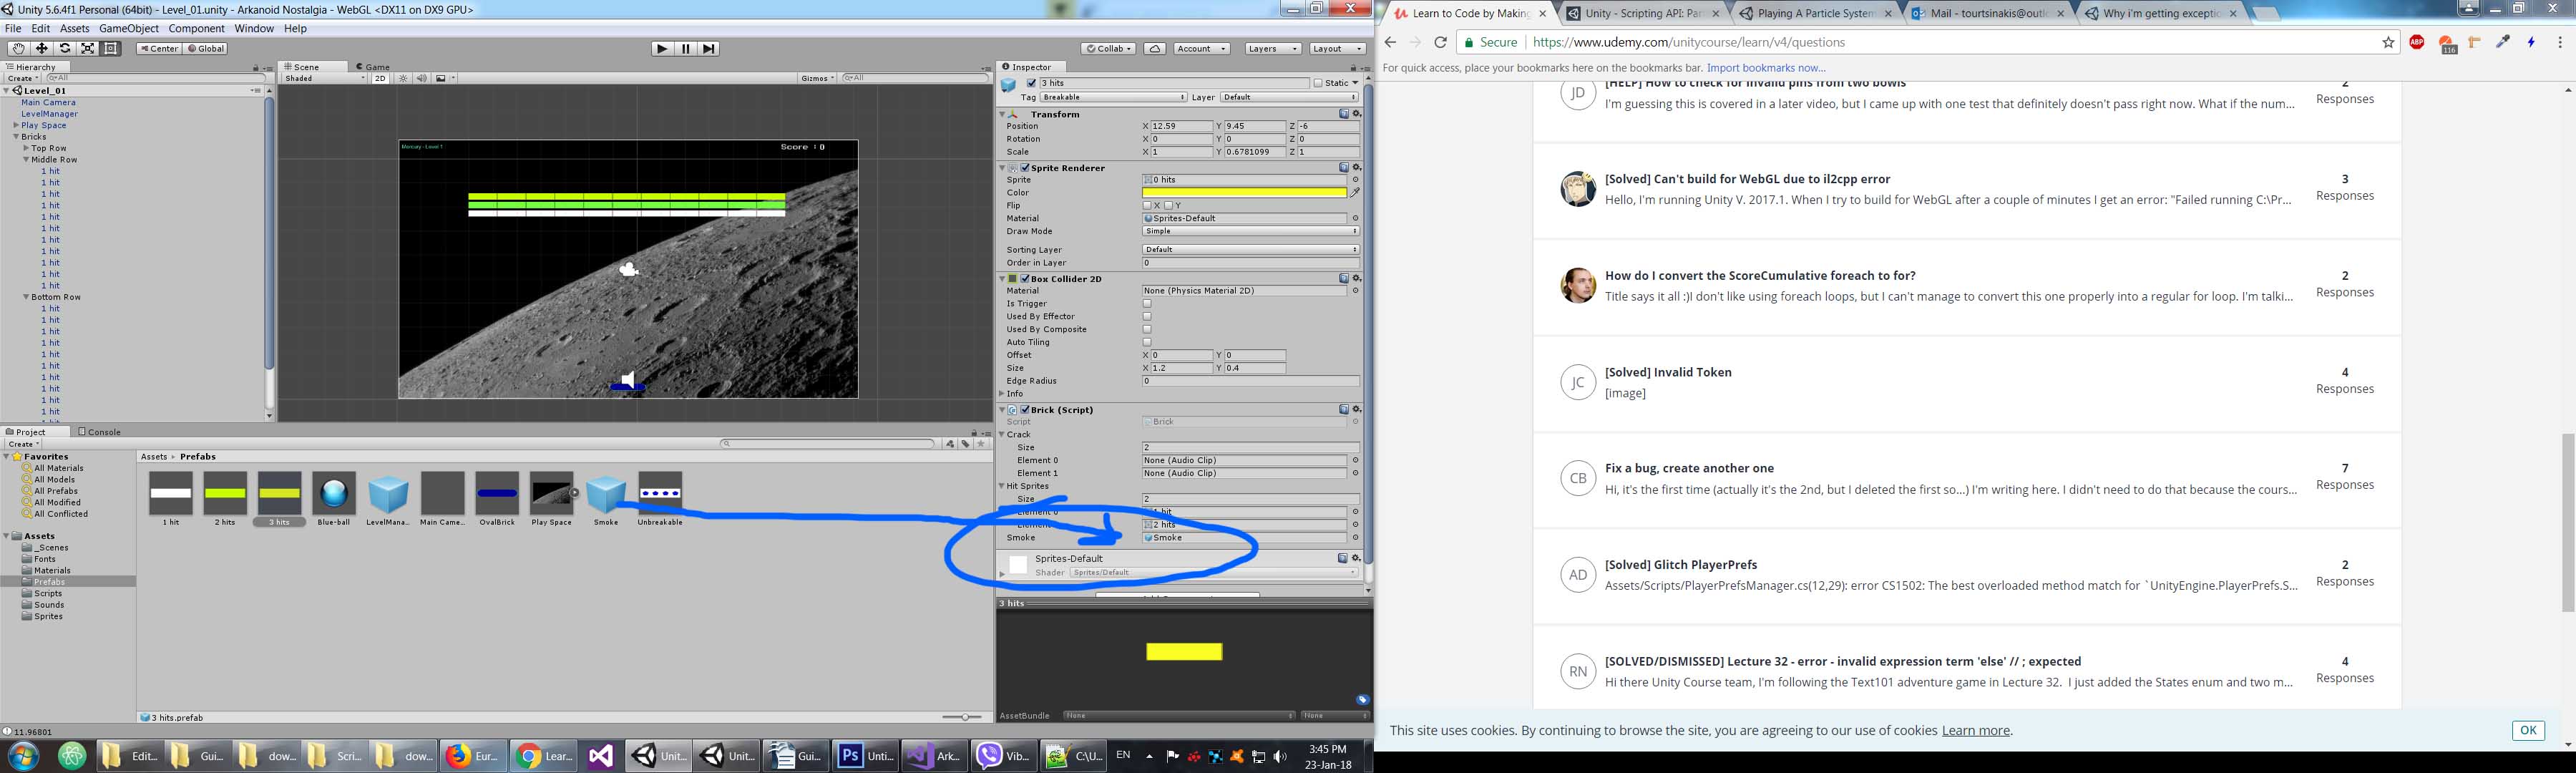 Unity 5.6.4f1 Personal (64bit) - Level_01.unity - Arkanoid Nostalgia - WebGL <DX11 on DX9 GPU>
File Edit Assets GameObject Component Window Help
Center Global
Collab Account Layers Layout
Hierarchy
Create All
Level_01
Main Camera
LevelManager
Play Space
Bricks
Top Row
Middle Row
1 hit
1 hit
1 hit
1 hit
1 hit
1 hit
1 hit
1 hit
1 hit
1 hit
1 hit
Bottom Row
1 hit
1 hit
1 hit
1 hit
1 hit
1 hit
1 hit
1 hit
1 hit
1 hit
Scene Game
Shaded 2D Gizmos All
Mercury - Level 1
Score : 0
Inspector
3 hits Static
Tag Breakable Layer Default
Transform
Position X 12.59 Y 9.45 Z -6
Rotation X 0 Y 0 Z 0
Scale X 1 Y 0.6781099 Z 1
Sprite Renderer
Sprite 0 hits
Color
Flip X Y
Material Sprites-Default
Draw Mode Simple
Sorting Layer Default
Order in Layer 0
Box Collider 2D
Material None (Physics Material 2D)
Is Trigger
Used By Effector
Used By Composite
Auto Tiling
Offset X 0 Y 0
Size X 1.2 Y 0.4
Edge Radius 0
Info
Brick (Script)
Script Brick
Crack
Size 2
Element 0 None (Audio Clip)
Element 1 None (Audio Clip)
Hit Sprites
Size 2
Element 0 1 hit
Element 2 hits
Smoke Smoke
Sprites-Default
Shader Sprites/Default
3 hits
AssetBundle None None
Project Console
Create
Favorites
All Materials
All Models
All Prefabs
All Modified
All Conflicted
Assets
_Scenes
Fonts
Materials
Prefabs
Scripts
Sounds
Sprites
Assets Prefabs
1 hit 2 hits 3 hits Blue-ball LevelMana... Main Came... OvalBrick Play Space Smoke Unbreakable
3 hits.prefab
11.96801
Edit... Gui... dow... Scri... dow... Eur... Lear... Unit... Unit... Gui... Ps Unti... Ark... Vib... C:\U... EN
3:45 PM
23-Jan-18
Learn to Code by Making
Unity - Scripting API: Par
Playing A Particle System
Mail - tourtsinakis@outl
Why i'm getting exceptio
Secure https://www.udemy.com/unitycourse/learn/v4/questions
ABP 116
For quick access, place your bookmarks here on the bookmarks bar. Import bookmarks now...
JD
[HELP] How to check for invalid pins from two bowls
I'm guessing this is covered in a later video, but I came up with one test that definitely doesn't pass right now. What if the num...
2
Responses
[Solved] Can't build for WebGL due to il2cpp error
Hello, I'm running Unity V. 2017.1. When I try to build for WebGL after a couple of minutes I get an error: "Failed running C:\Pr...
3
Responses
How do I convert the ScoreCumulative foreach to for?
Title says it all :)I don't like using foreach loops, but I can't manage to convert this one properly into a regular for loop. I'm talki...
2
Responses
JC
[Solved] Invalid Token
[image]
4
Responses
CB
Fix a bug, create another one
Hi, it's the first time (actually it's the 2nd, but I deleted the first so...) I'm writing here. I didn't need to do that because the cours...
7
Responses
AD
[Solved] Glitch PlayerPrefs
Assets/Scripts/PlayerPrefsManager.cs(12,29): error CS1502: The best overloaded method match for `UnityEngine.PlayerPrefs.S...
2
Responses
RN
[SOLVED/DISMISSED] Lecture 32 - error - invalid expression term 'else' // ; expected
Hi there Unity Course team, I'm following the Text101 adventure game in Lecture 32. I just added the States enum and two m...
4
Responses
This site uses cookies. By continuing to browse the site, you are agreeing to our use of cookies Learn more.
OK